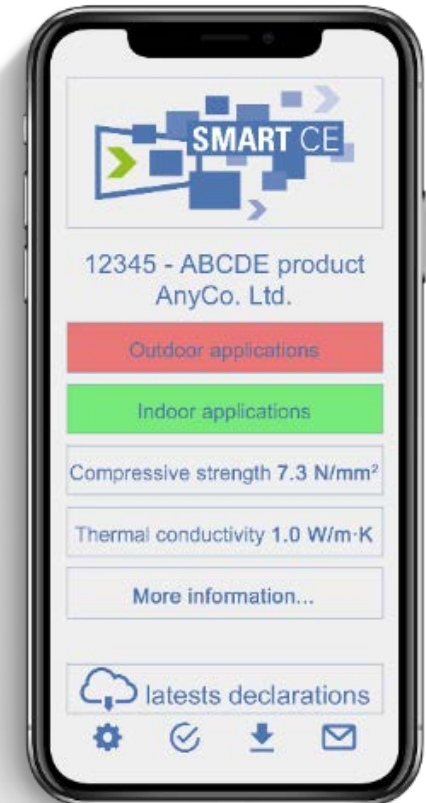 SMART CE
12345 - ABCDE product
AnyCo. Ltd.
Outdoor applications
Indoor applications
Compressive strength 7.3 N/mm²
Thermal conductivity 1.0 W/m·K
More information...
latests declarations